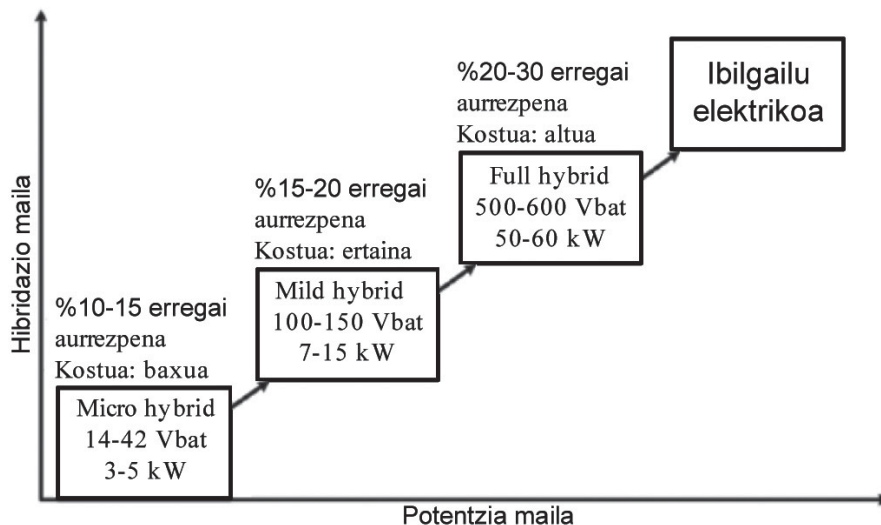 %20-30 erregai
aurrezpena
Kostua: altua
Ibilgailu
elektrikoa
Full hybrid
500-600 Vbat
50-60 kW
%15-20 erregai
aurrezpena
Kostua: ertaina
Mild hybrid
100-150 Vbat
7-15 kW
%10-15 erregai
aurrezpena
Kostua: baxua
Micro hybrid
14-42 Vbat
3-5 kW
Hibridazio maila
Potentzia maila